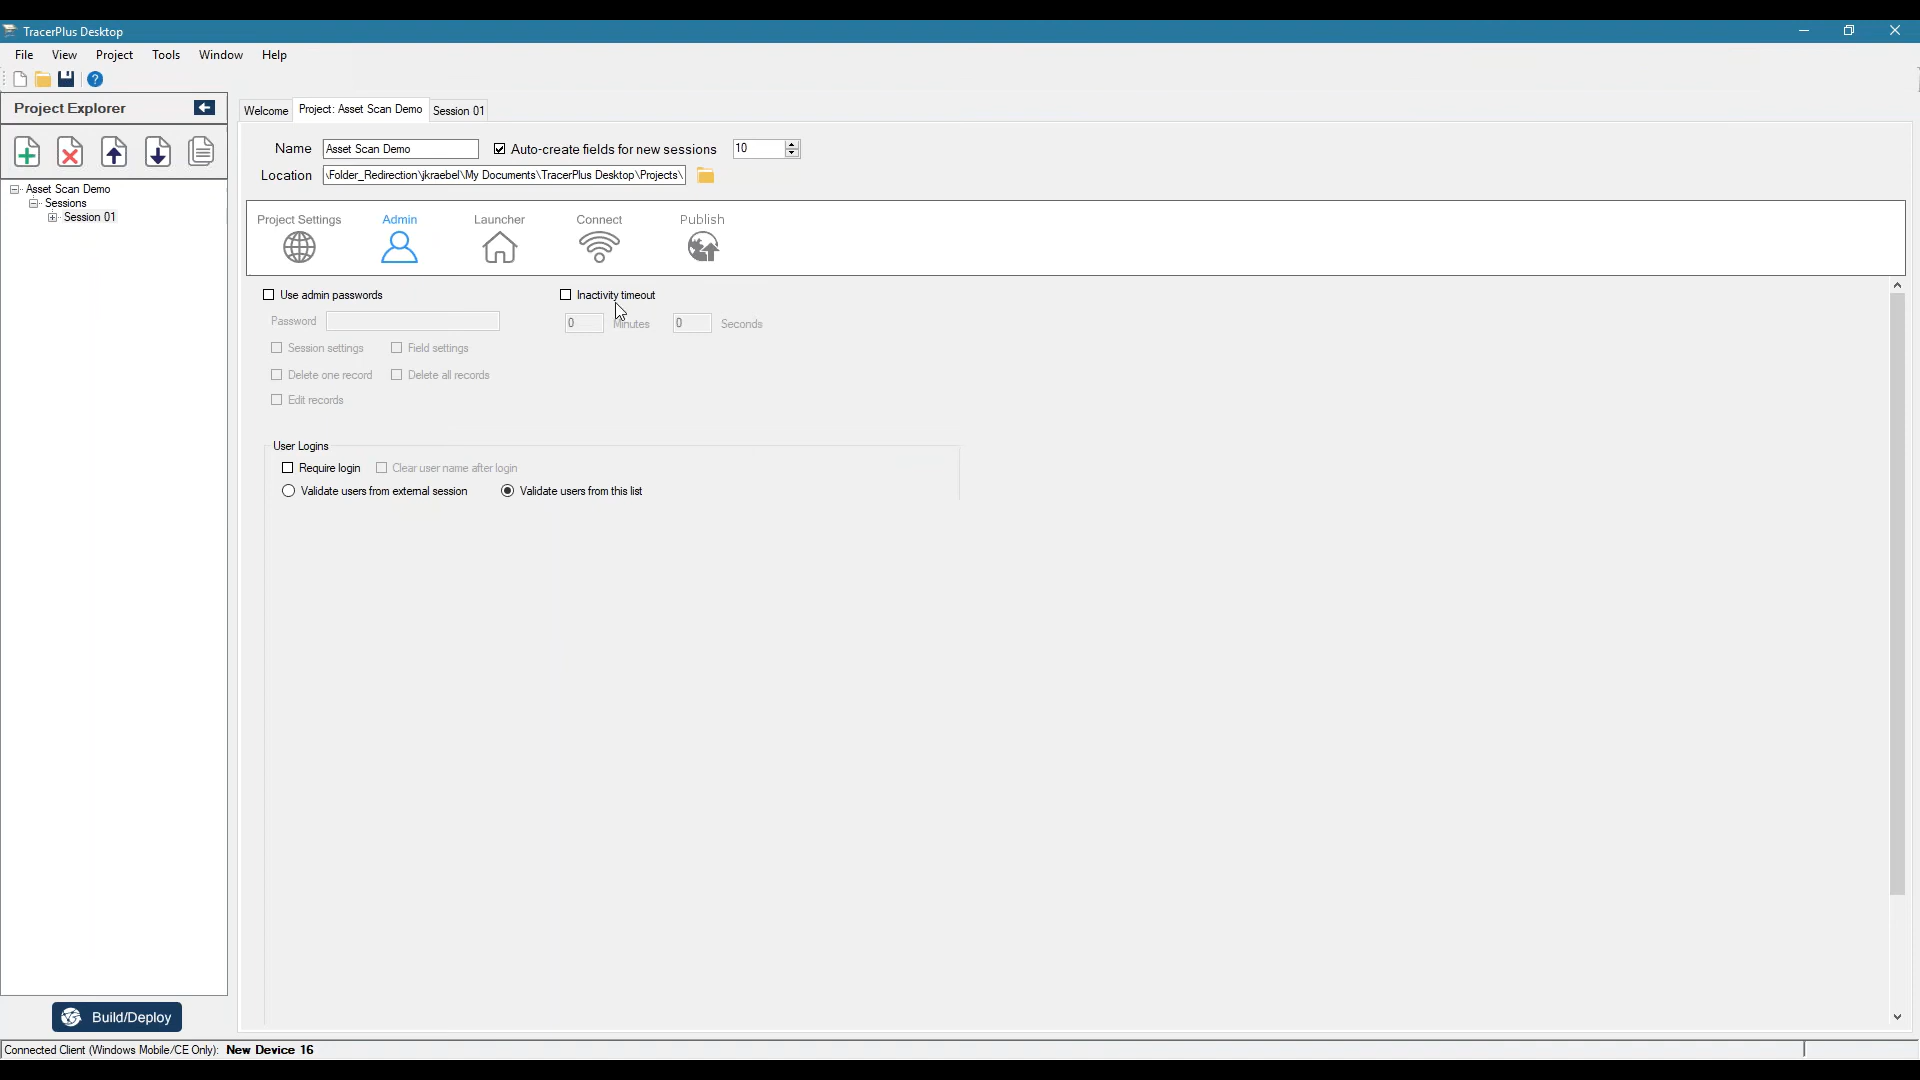 TracerPlus Desktop
File View Project Tools Window Help
Project Explorer
Asset Scan Demo
Sessions
Session 01
Build/Deploy
Welcome Project: Asset Scan Demo Session 01
Name Asset Scan Demo Auto-create fields for new sessions 10
Location \Folder_Redirection\jkraebel\My Documents\TracerPlus Desktop\Projects\
Project Settings Admin Launcher Connect Publish
Use admin passwords Inactivity timeout
Password 0 Minutes 0 Seconds
Session settings Field settings
Delete one record Delete all records
Edit records
User Logins
Require login Clear user name after login
Validate users from external session Validate users from this list
Connected Client (Windows Mobile/CE Only): New Device 16